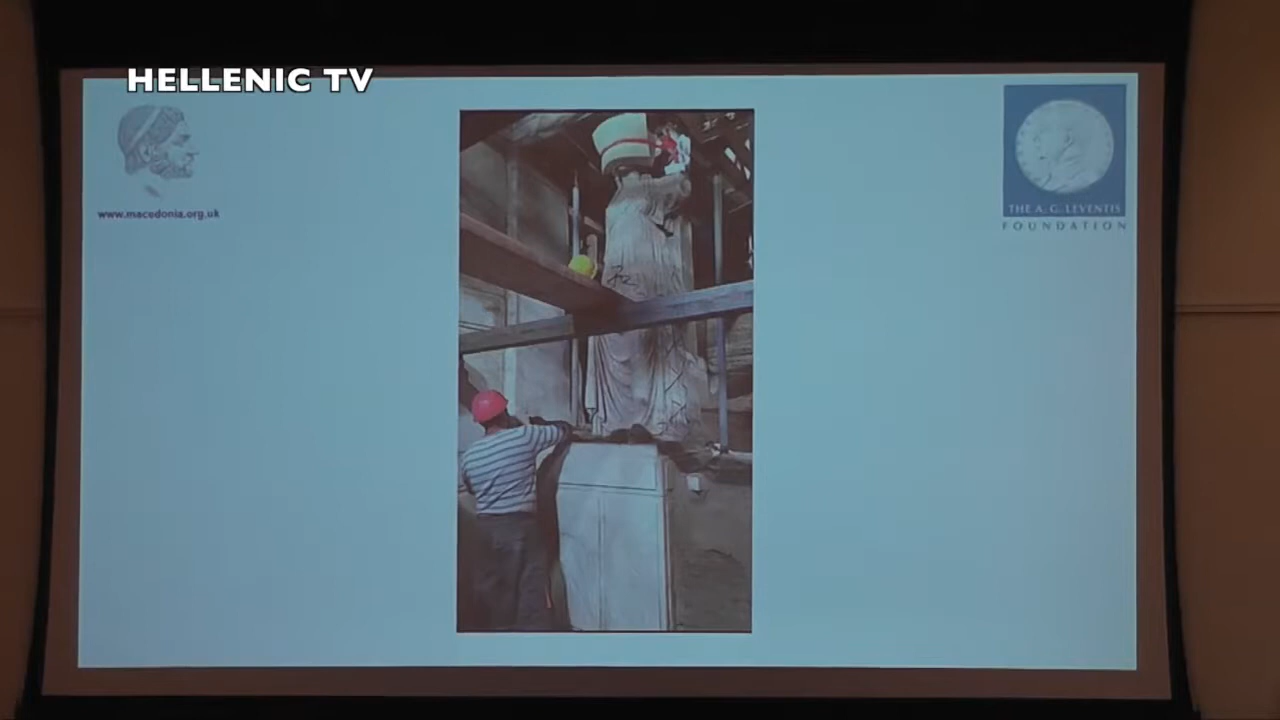 HELLENIC TV
www.macedonia.org.uk
THE A. G. LEVENTIS
FOUNDATION